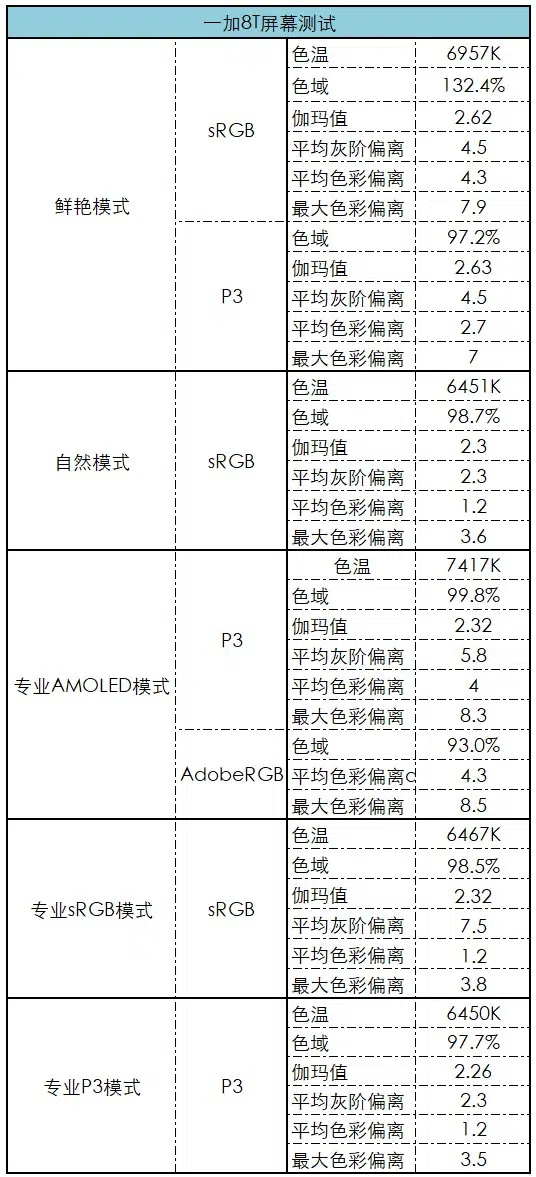 一加8T屏幕测试
鲜艳模式
sRGB
色温 6957K
色域 132.4%
伽玛值 2.62
平均灰阶偏离 4.5
平均色彩偏离 4.3
最大色彩偏离 7.9
P3
色域 97.2%
伽玛值 2.63
平均灰阶偏离 4.5
平均色彩偏离 2.7
最大色彩偏离 7
自然模式
sRGB
色温 6451K
色域 98.7%
伽玛值 2.3
平均灰阶偏离 2.3
平均色彩偏离 1.2
最大色彩偏离 3.6
专业AMOLED模式
P3
色温 7417K
色域 99.8%
伽玛值 2.32
平均灰阶偏离 5.8
平均色彩偏离 4
最大色彩偏离 8.3
AdobeRGB
色域 93.0%
平均色彩偏离c 4.3
最大色彩偏离 8.5
专业sRGB模式
sRGB
色温 6467K
色域 98.5%
伽玛值 2.32
平均灰阶偏离 7.5
平均色彩偏离 1.2
最大色彩偏离 3.8
专业P3模式
P3
色温 6450K
色域 97.7%
伽玛值 2.26
平均灰阶偏离 2.3
平均色彩偏离 1.2
最大色彩偏离 3.5